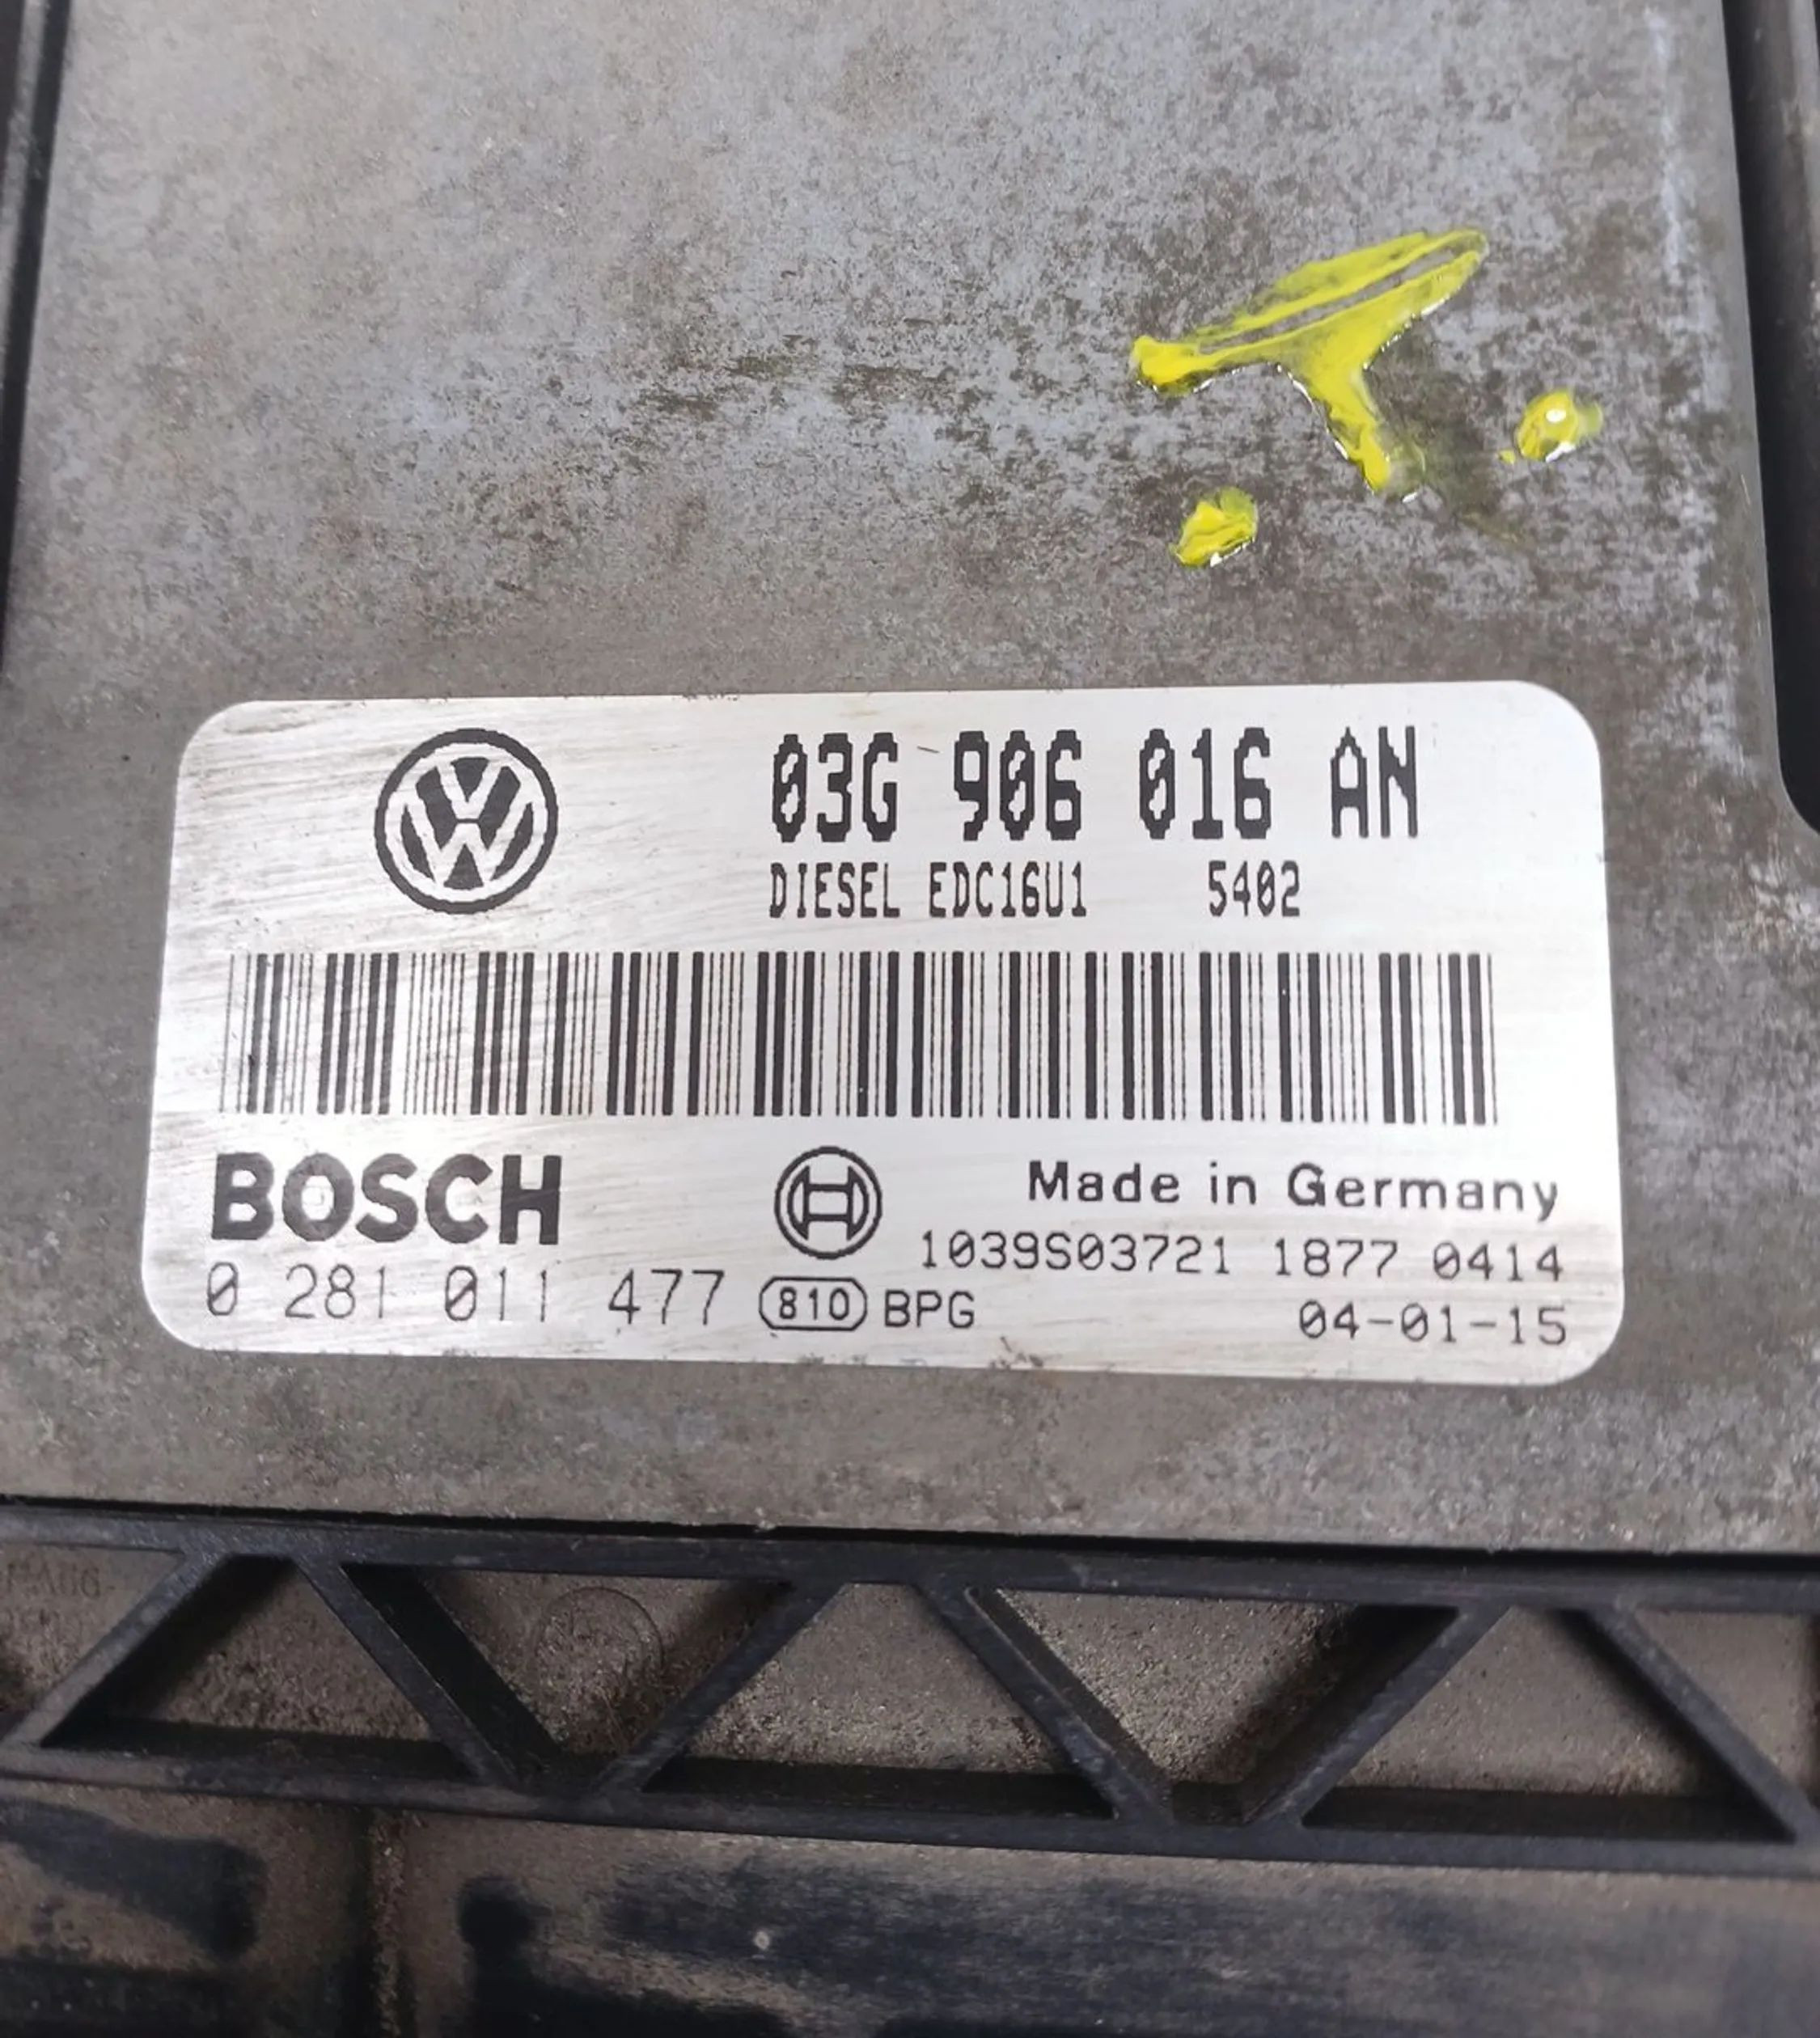 03G 906 016 AN
DIESEL EDC16U1 5402
BOSCH
Made in Germany
1039S03721 1877 0414
0 281 011 477 810 BPG
04-01-15